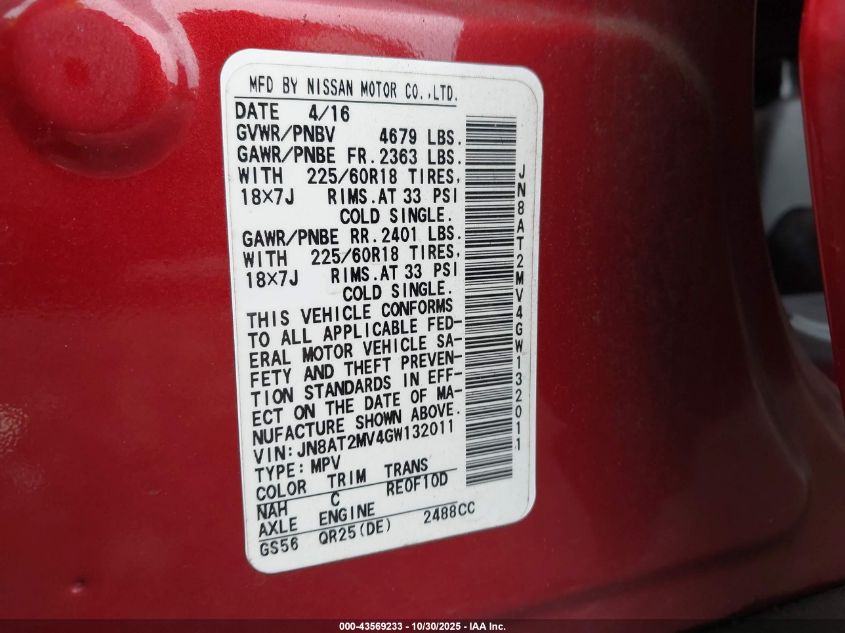 MFD BY NISSAN MOTOR CO.,LTD.
DATE 4/16
GVWR/PNBV 4679 LBS.
GAWR/PNBE FR.2363 LBS.
WITH 225/60R18 TIRES,
18×7J RIMS.AT 33 PSI
COLD SINGLE.
GAWR/PNBE RR.2401 LBS.
WITH 225/60R18 TIRES,
18×7J RIMS.AT 33 PSI
COLD SINGLE.
THIS VEHICLE CONFORMS
TO ALL APPLICABLE FED-
ERAL MOTOR VEHICLE SA-
FETY AND THEFT PREVEN-
TION STANDARDS IN EFF-
ECT ON THE DATE OF MA-
NUFACTURE SHOWN ABOVE.
VIN: JN8AT2MV4GW132011
TYPE: MPV
COLOR TRIM TRANS
NAH C REOF10D
AXLE ENGINE
GS56 QR25(DE) 2488CC
JN8AT2MV4GW132011
000-43569233 - 10/30/2025 - IAA Inc.